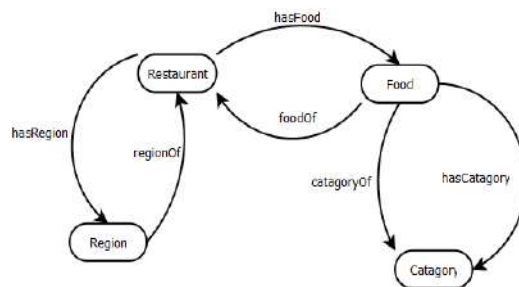 hasFood
Restaurant
Food
foodOf
hasRegion
regionOf
catagoryOf
hasCatagory
Region
Catagory